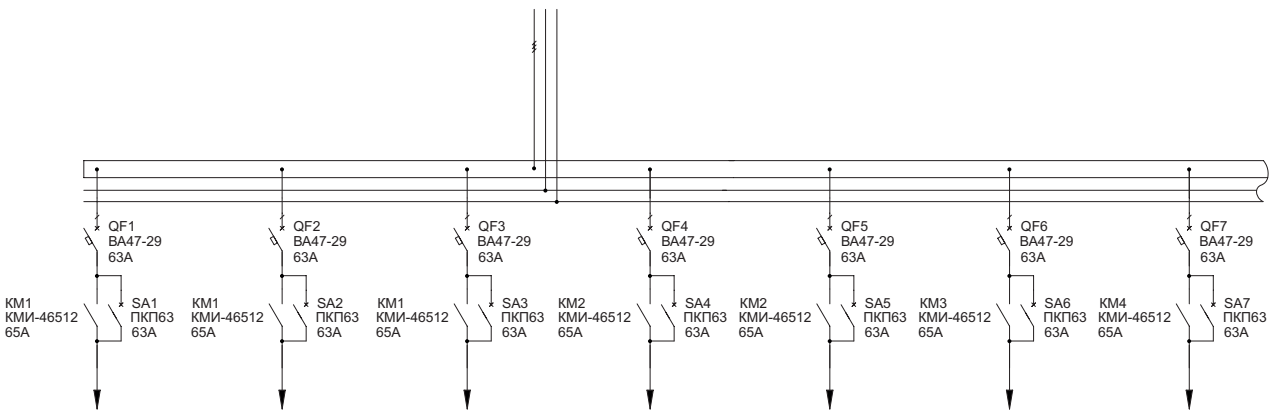 QF1
ВА47-29
63А
QF2
ВА47-29
63А
QF3
ВА47-29
63А
QF4
ВА47-29
63А
QF5
ВА47-29
63А
QF6
ВА47-29
63А
QF7
ВА47-29
63А
КМ1
КМИ-46512
65А
SA1
ПКП63
63А
КМ1
КМИ-46512
65А
SA2
ПКП63
63А
КМ1
КМИ-46512
65А
SA3
ПКП63
63А
КМ2
КМИ-46512
65А
SA4
ПКП63
63А
КМ2
КМИ-46512
65А
SA5
ПКП63
63А
КМ3
КМИ-46512
65А
SA6
ПКП63
63А
КМ4
КМИ-46512
65А
SA7
ПКП63
63А